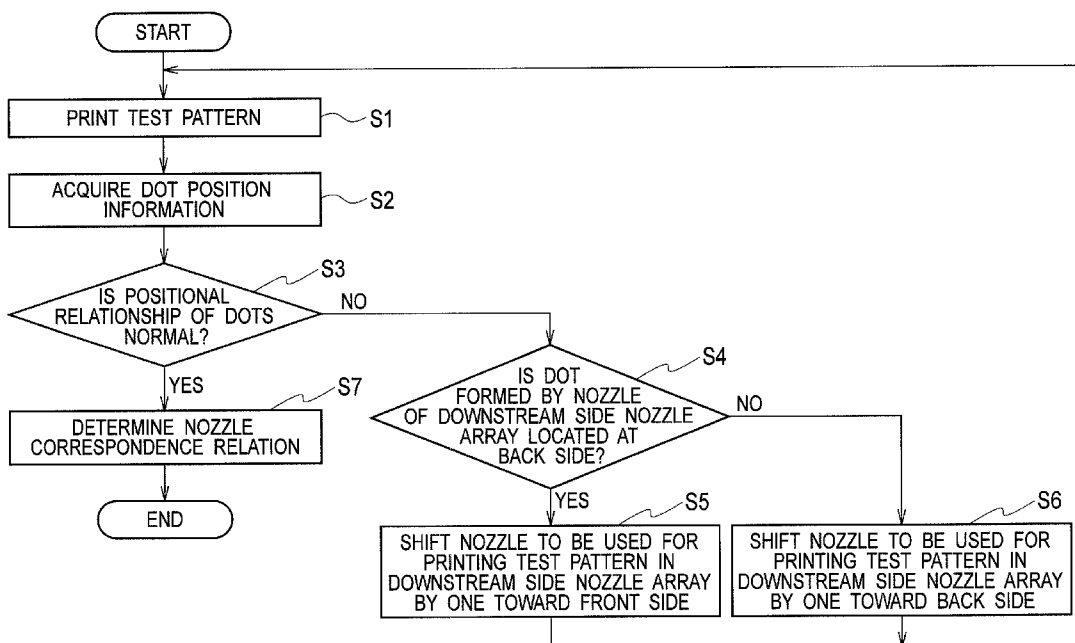 START
PRINT TEST PATTERN
S1
ACQUIRE DOT POSITION
INFORMATION
S2
S3
IS POSITIONAL
RELATIONSHIP OF DOTS
NORMAL?
NO
YES
S7
DETERMINE NOZZLE
CORRESPONDENCE RELATION
END
S4
IS DOT
FORMED BY NOZZLE
OF DOWNSTREAM SIDE NOZZLE
ARRAY LOCATED AT
BACK SIDE?
NO
YES
S5
SHIFT NOZZLE TO BE USED FOR
PRINTING TEST PATTERN IN
DOWNSTREAM SIDE NOZZLE ARRAY
BY ONE TOWARD FRONT SIDE
S6
SHIFT NOZZLE TO BE USED FOR
PRINTING TEST PATTERN IN
DOWNSTREAM SIDE NOZZLE ARRAY
BY ONE TOWARD BACK SIDE